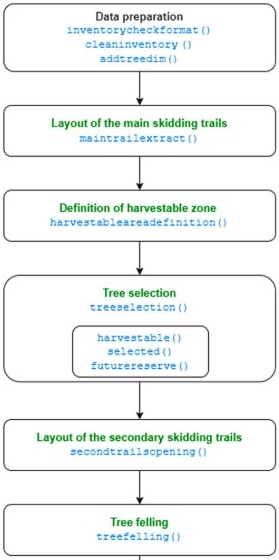 Data preparation
inventorycheckformat()
cleaninventory ()
addtreedim()
Layout of the main skidding trails
maintrailextract()
Definition of harvestable zone
harvestableareadefinition()
Tree selection
treeselection()
harvestable()
selected()
futurereserve()
Layout of the secondary skidding trails
secondtrailsopening()
Tree felling
treefelling()